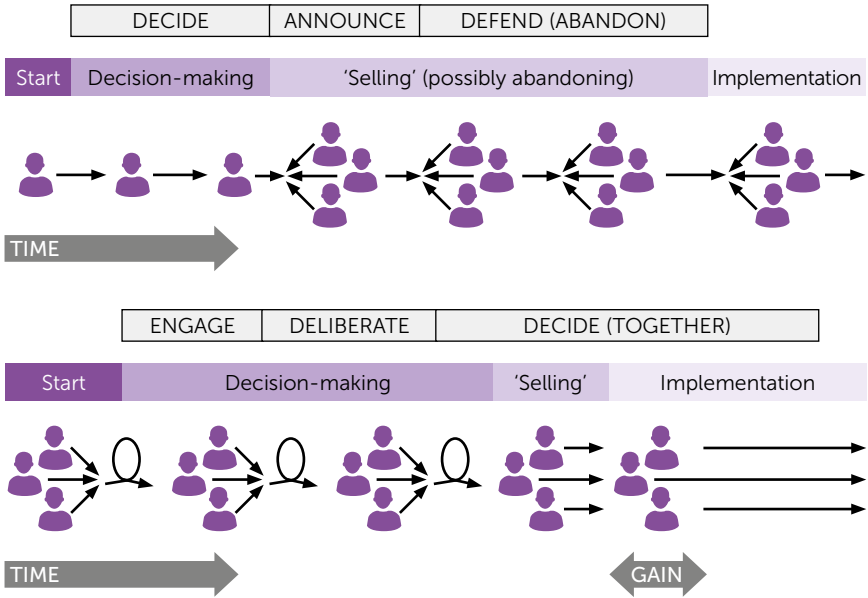 DECIDE ANNOUNCE DEFEND (ABANDON)
Start Decision-making ‘Selling’ (possibly abandoning) Implementation
TIME
ENGAGE DELIBERATE DECIDE (TOGETHER)
Start Decision-making ‘Selling’ Implementation
TIME GAIN